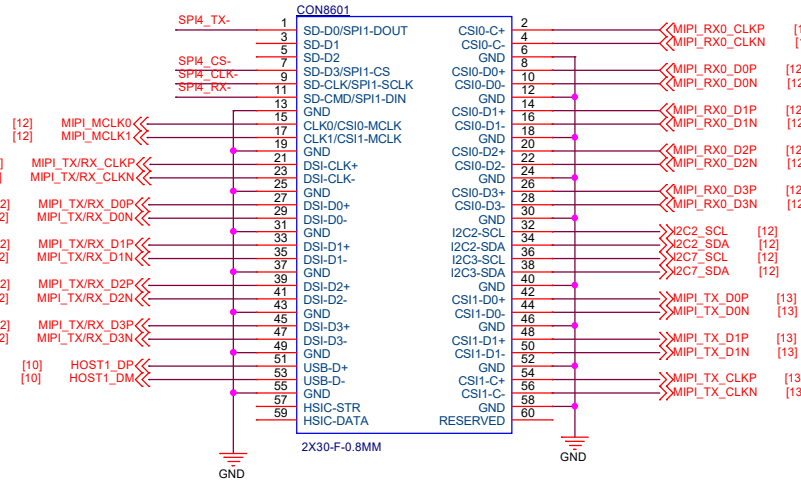 CON8601
SPI4_TX- 1 SD-D0/SPI1-DOUT CSI0-C+ 2 MIPI_RX0_CLKP
3 SD-D1 CSI0-C- 4 MIPI_RX0_CLKN
5 SD-D2 GND 6
SPI4_CS- 7 SD-D3/SPI1-CS CSI0-D0+ 8 MIPI_RX0_D0P [12
SPI4_CLK- 9 SD-CLK/SPI1-SCLK CSI0-D0- 10 MIPI_RX0_D0N [12
SPI4_RX- 11 SD-CMD/SPI1-DIN GND 12
13 GND CSI0-D1+ 14 MIPI_RX0_D1P [12
[12] MIPI_MCLK0 15 CLK0/CSI0-MCLK CSI0-D1- 16 MIPI_RX0_D1N [12
[12] MIPI_MCLK1 17 CLK1/CSI1-MCLK GND 18
19 GND CSI0-D2+ 20 MIPI_RX0_D2P [12
] MIPI_TX/RX_CLKP 21 DSI-CLK+ CSI0-D2- 22 MIPI_RX0_D2N [12
] MIPI_TX/RX_CLKN 23 DSI-CLK- GND 24
25 GND CSI0-D3+ 26 MIPI_RX0_D3P [12
2] MIPI_TX/RX_D0P 27 DSI-D0+ CSI0-D3- 28 MIPI_RX0_D3N [12
2] MIPI_TX/RX_D0N 29 DSI-D0- GND 30
31 GND I2C2-SCL 32 I2C2_SCL [12]
2] MIPI_TX/RX_D1P 33 DSI-D1+ I2C2-SDA 34 I2C2_SDA [12]
2] MIPI_TX/RX_D1N 35 DSI-D1- I2C3-SCL 36 I2C7_SCL [12]
37 GND I2C3-SDA 38 I2C7_SDA [12]
2] MIPI_TX/RX_D2P 39 DSI-D2+ GND 40
2] MIPI_TX/RX_D2N 41 DSI-D2- CSI1-D0+ 42 MIPI_TX_D0P [13]
43 GND CSI1-D0- 44 MIPI_TX_D0N [13]
2] MIPI_TX/RX_D3P 45 DSI-D3+ GND 46
2] MIPI_TX/RX_D3N 47 DSI-D3- CSI1-D1+ 48 MIPI_TX_D1P [13]
49 GND CSI1-D1- 50 MIPI_TX_D1N [13]
[10] HOST1_DP 51 USB-D+ GND 52
[10] HOST1_DM 53 USB-D- CSI1-C+ 54 MIPI_TX_CLKP [13
55 GND CSI1-C- 56 MIPI_TX_CLKN [13
57 HSIC-STR GND 58
59 HSIC-DATA RESERVED 60
2X30-F-0.8MM
GND GND